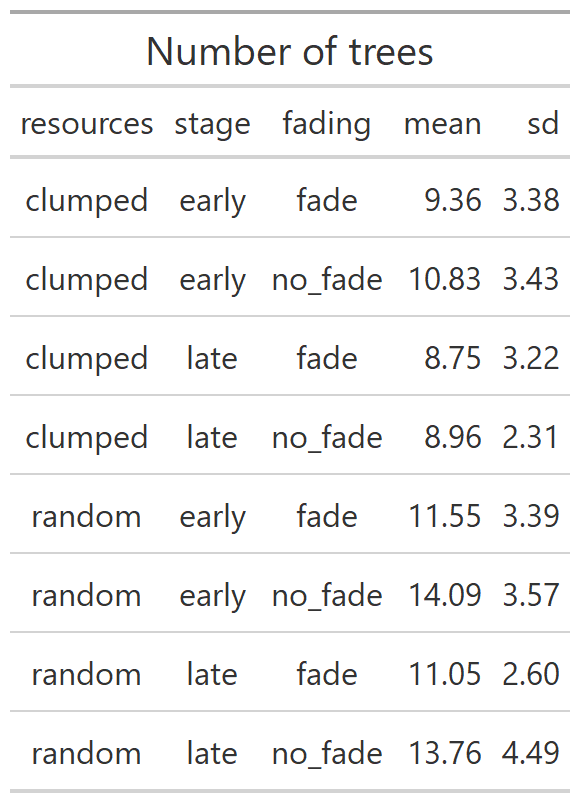 Number of trees
resources stage fading mean sd
clumped early fade 9.36 3.38
clumped early no_fade 10.83 3.43
clumped late fade 8.75 3.22
clumped late no_fade 8.96 2.31
random early fade 11.55 3.39
random early no_fade 14.09 3.57
random late fade 11.05 2.60
random late no_fade 13.76 4.49